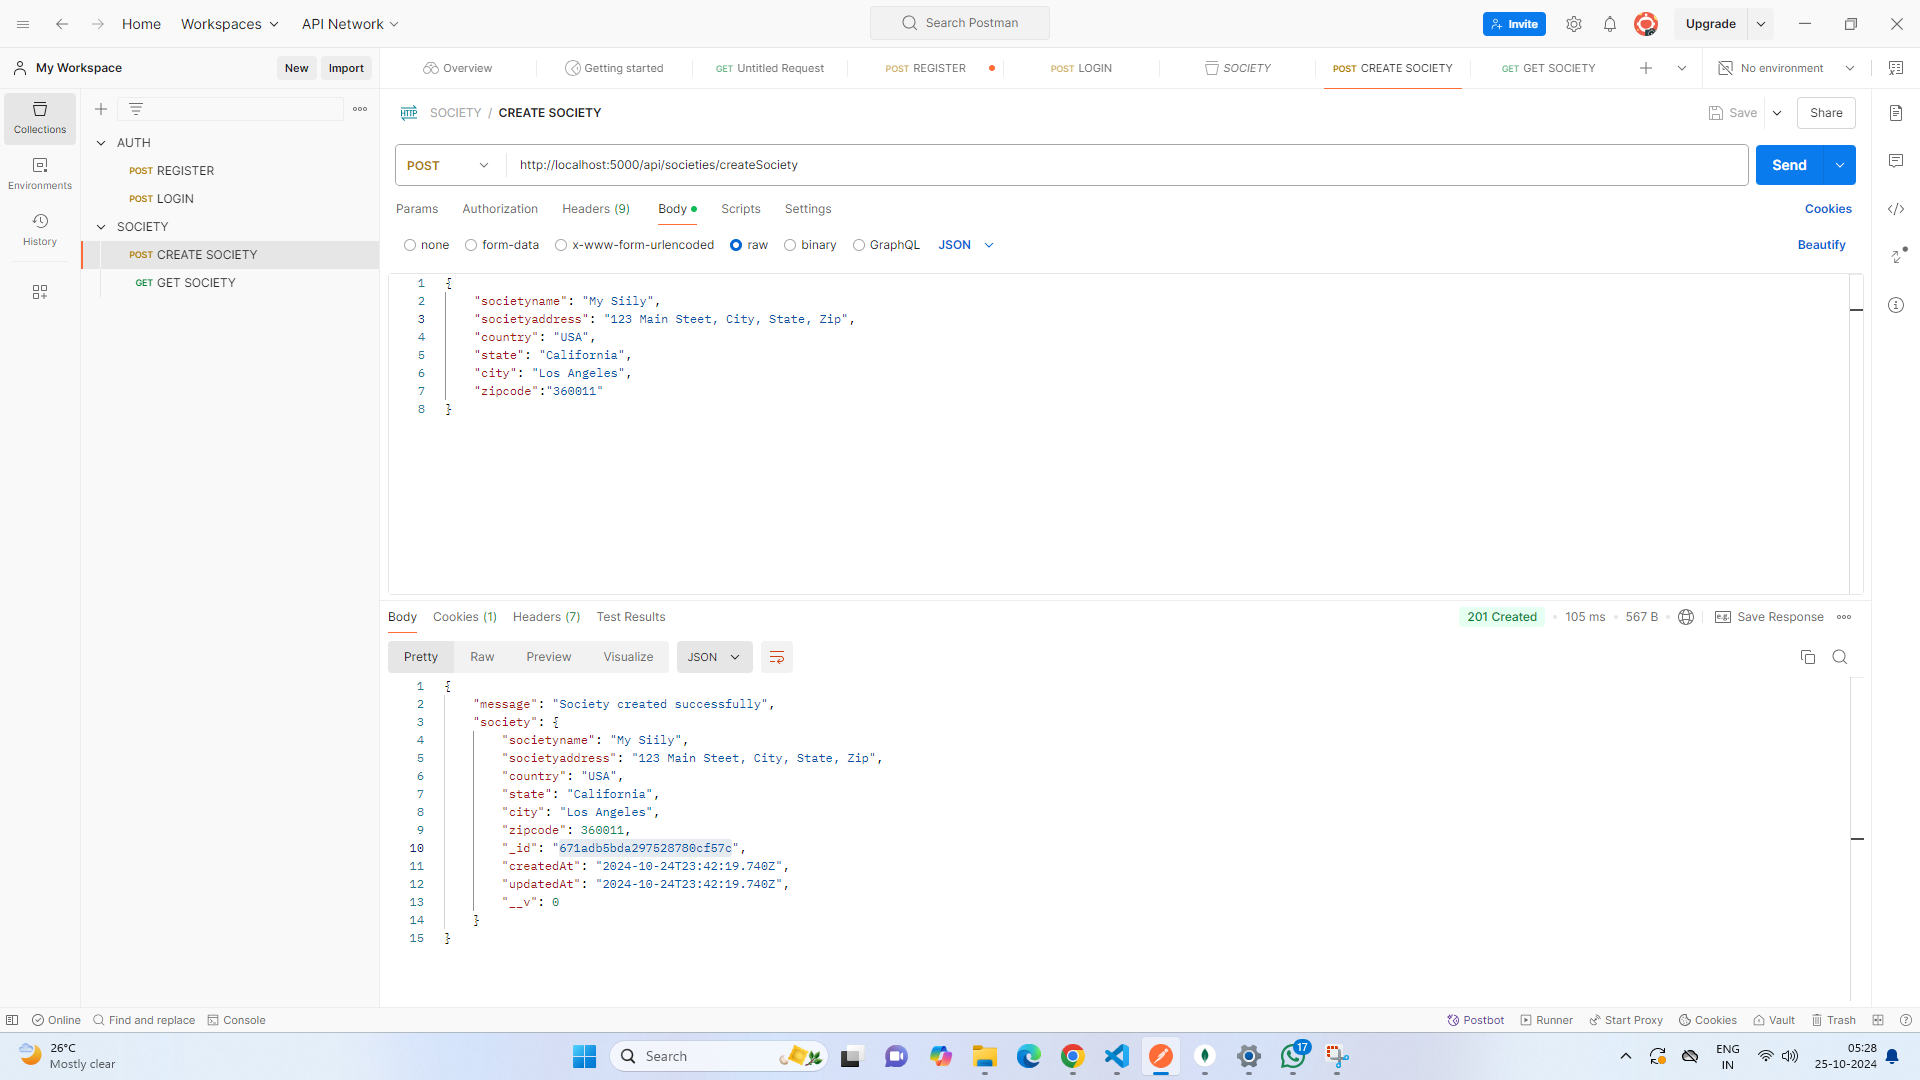 Home Workspaces API Network Search Postman Invite Upgrade
My Workspace New Import Overview Getting started GET Untitled Request POST REGISTER POST LOGIN SOCIETY POST CREATE SOCIETY GET GET SOCIETY No environment
Collections
Environments
History
AUTH
POST REGISTER
POST LOGIN
SOCIETY
POST CREATE SOCIETY
GET GET SOCIETY
HTTP SOCIETY / CREATE SOCIETY Save Share
POST http://localhost:5000/api/societies/createSociety Send
Params Authorization Headers (9) Body Scripts Settings Cookies
none form-data x-www-form-urlencoded raw binary GraphQL JSON Beautify
1 {
2 "societyname": "My Siily",
3 "societyaddress": "123 Main Steet, City, State, Zip",
4 "country": "USA",
5 "state": "California",
6 "city": "Los Angeles",
7 "zipcode":"360011"
8 }
Body Cookies (1) Headers (7) Test Results 201 Created 105 ms 567 B e.g. Save Response
Pretty Raw Preview Visualize JSON
1 {
2 "message": "Society created successfully",
3 "society": {
4 "societyname": "My Siily",
5 "societyaddress": "123 Main Steet, City, State, Zip",
6 "country": "USA",
7 "state": "California",
8 "city": "Los Angeles",
9 "zipcode": 360011,
10 "_id": "671adb5bda297528780cf57c",
11 "createdAt": "2024-10-24T23:42:19.740Z",
12 "updatedAt": "2024-10-24T23:42:19.740Z",
13 "__v": 0
14 }
15 }
Online Find and replace Console Postbot Runner Start Proxy Cookies Vault Trash
26°C
Mostly clear
Search
17
ENG
IN
05:28
25-10-2024